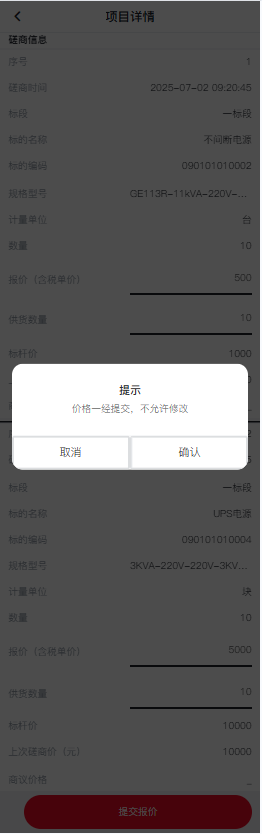 项目详情
磋商信息
序号 1
磋商时间 2025-07-02 09:20:45
标段 一标段
标的名称 不间断电源
标的编码 090101010002
规格型号 GE113R-11kVA-220V-...
计量单位 台
数量 10
报价（含税单价） 500
供货数量 10
标杆价 1000
提示
价格一经提交，不允许修改
取消 确认
标段 一标段
标的名称 UPS电源
标的编码 090101010004
规格型号 3KVA-220V-220V-3KV...
计量单位 块
数量 10
报价（含税单价） 5000
供货数量 10
标杆价 10000
上次磋商价（元） 10000
商议价格 --
提交报价